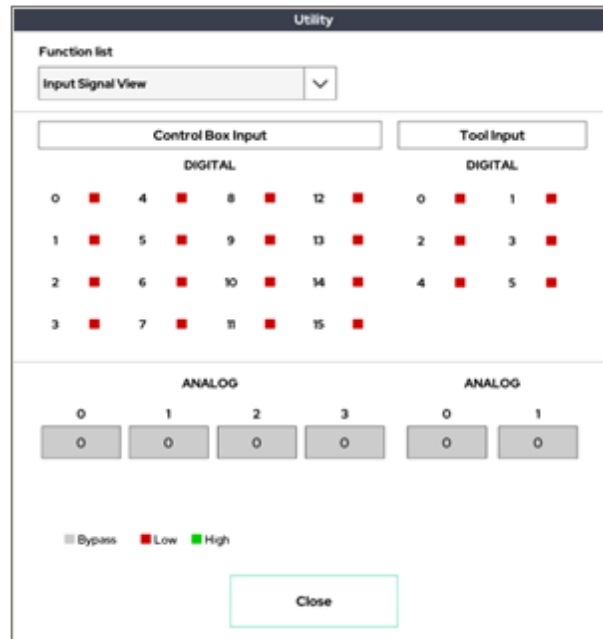 Utility
Function list
Input Signal View
Control Box Input Tool Input
DIGITAL DIGITAL
0 4 8 12 0 1
1 5 9 13 2 3
2 6 10 14 4 5
3 7 11 15
ANALOG ANALOG
0 1 2 3 0 1
0 0 0 0 0 0
Bypass Low High
Close